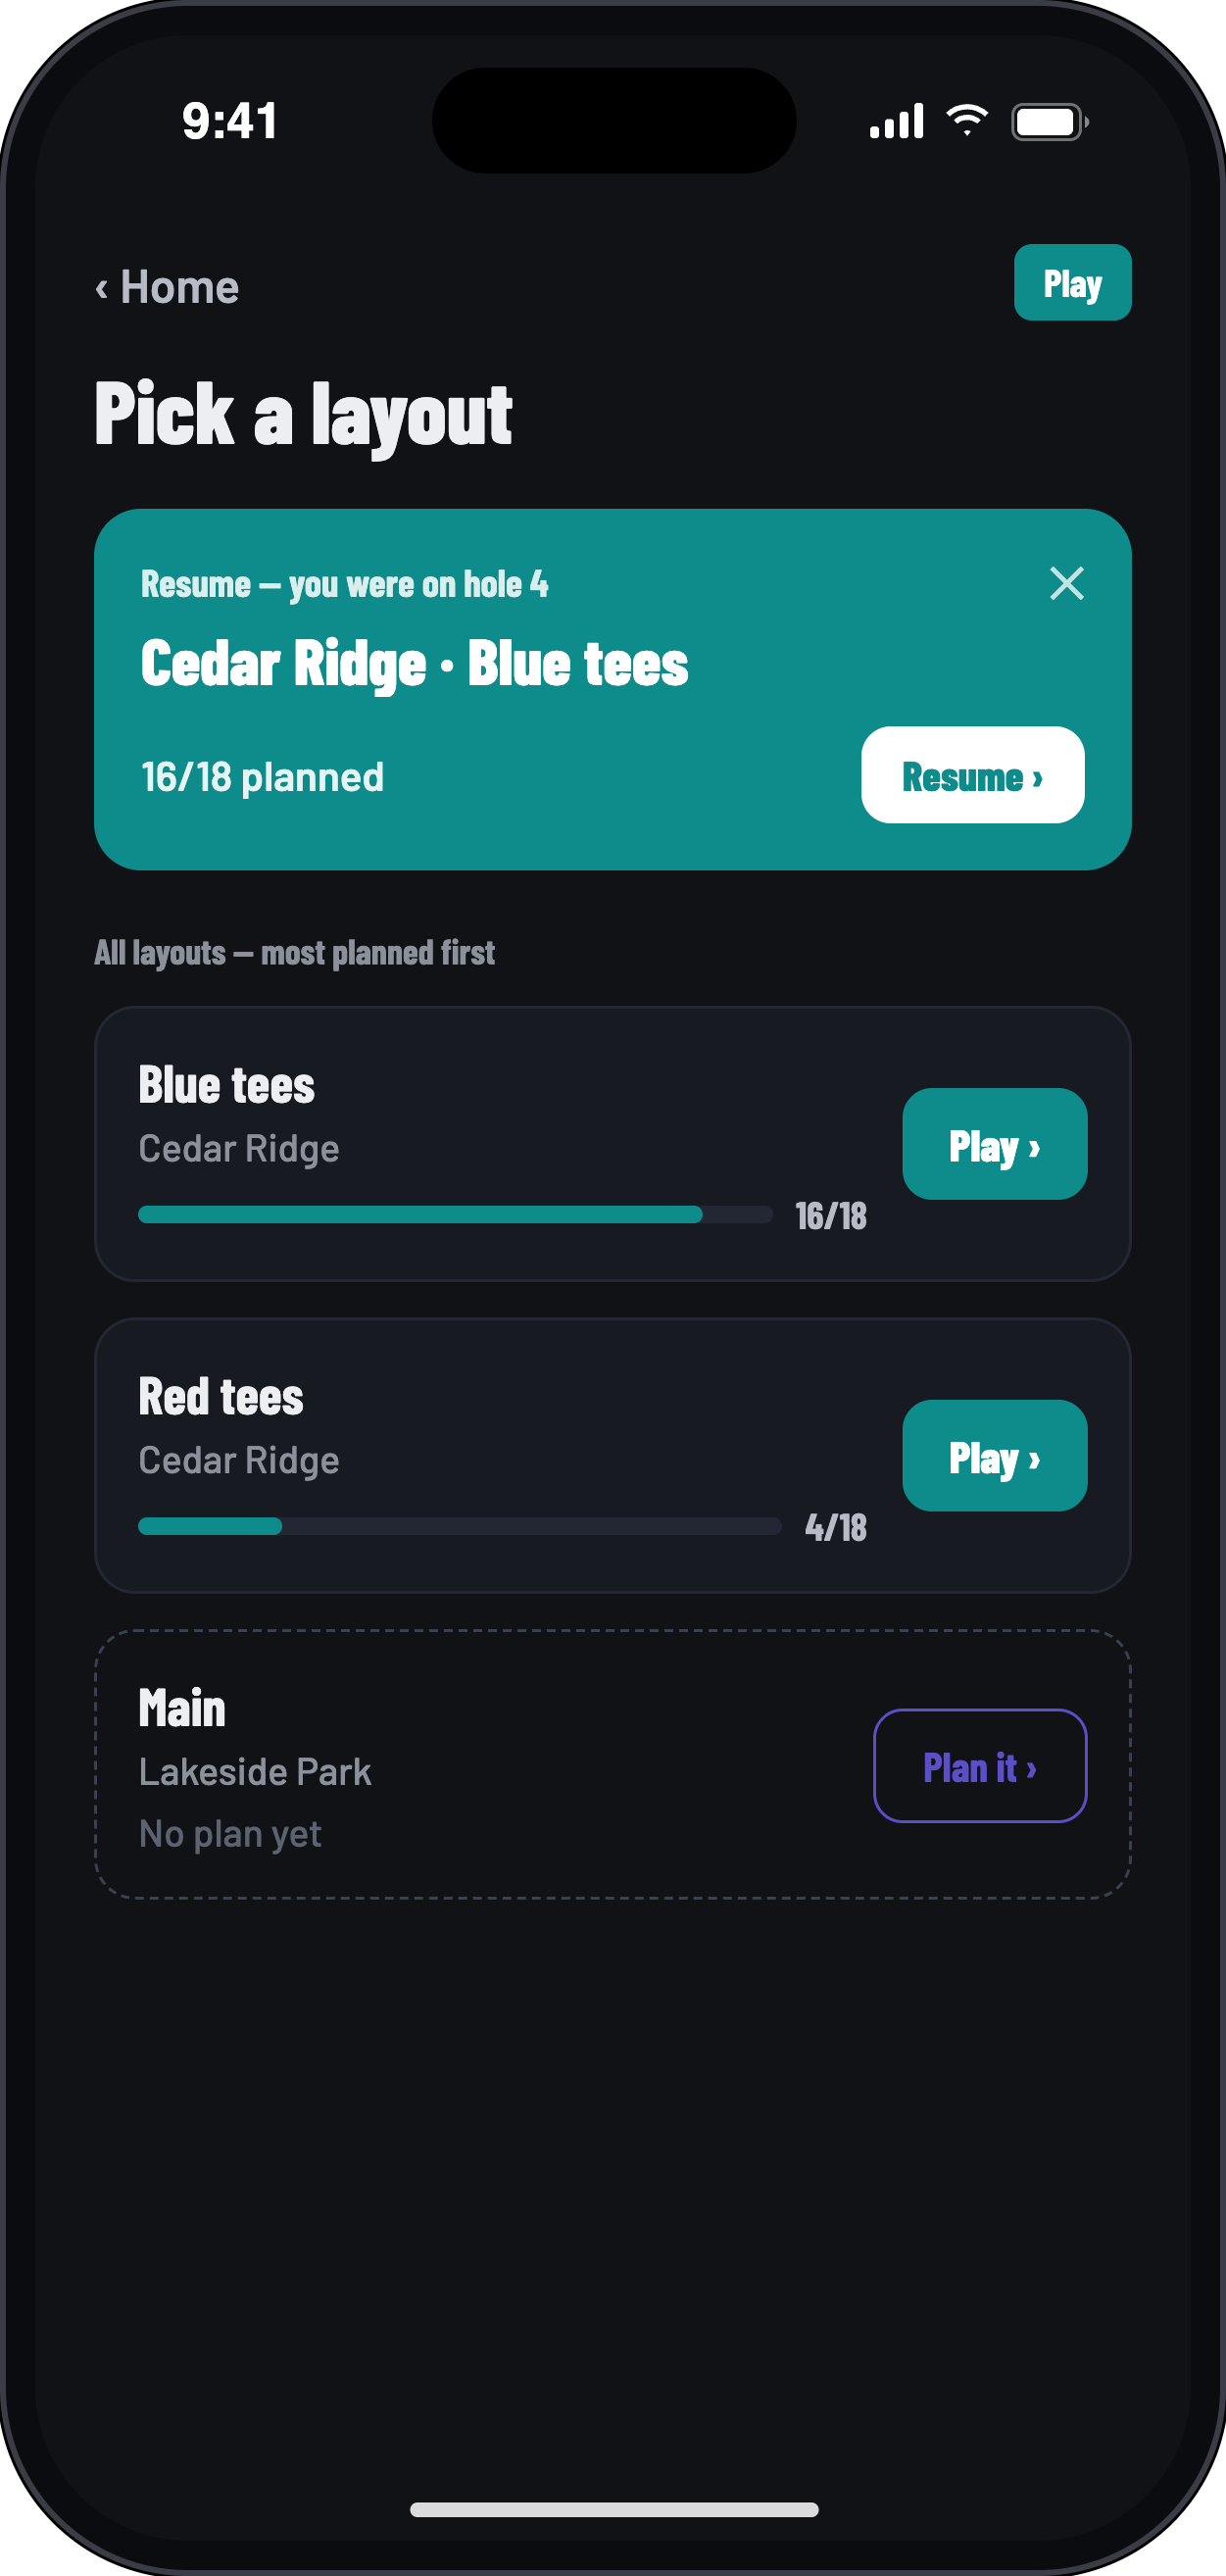 9:41
‹ Home
Play
Pick a layout
Resume — you were on hole 4
Cedar Ridge · Blue tees
16/18 planned
Resume ›
All layouts — most planned first
Blue tees
Cedar Ridge
16/18
Play ›
Red tees
Cedar Ridge
4/18
Play ›
Main
Lakeside Park
No plan yet
Plan it ›